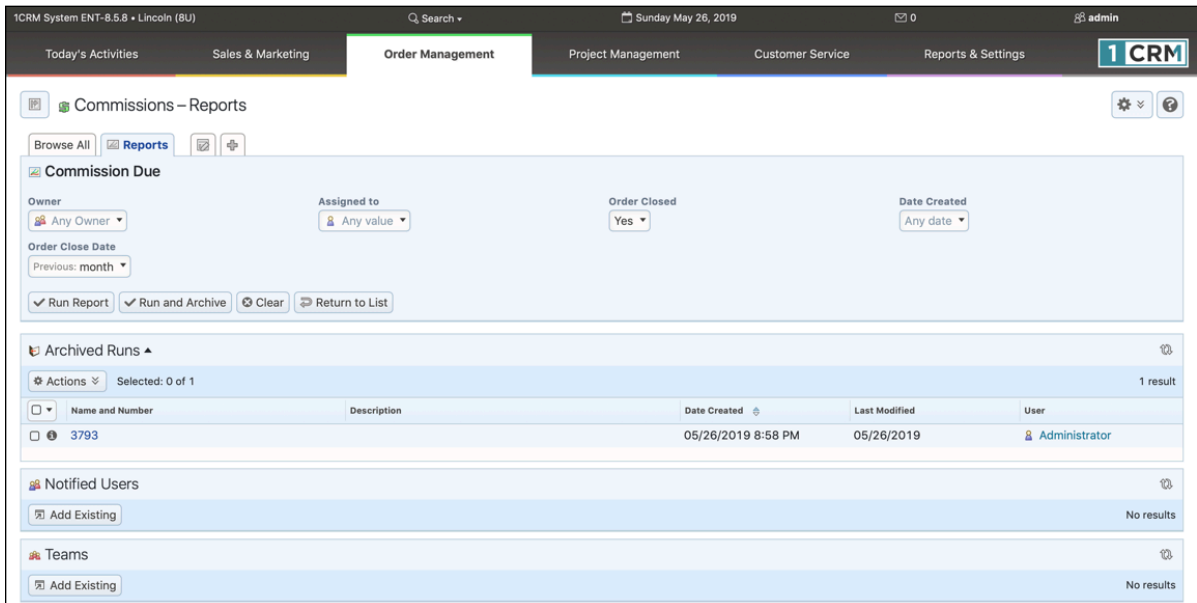 1CRM System ENT-8.5.8 • Lincoln (8U) Search Sunday May 26, 2019 0 admin
Today's Activities Sales & Marketing Order Management Project Management Customer Service Reports & Settings 1 CRM
Commissions – Reports
Browse All Reports
Commission Due
Owner Assigned to Order Closed Date Created
Any Owner Any value Yes Any date
Order Close Date
Previous: month
Run Report Run and Archive Clear Return to List
Archived Runs
Actions Selected: 0 of 1 1 result
Name and Number Description Date Created Last Modified User
3793 05/26/2019 8:58 PM 05/26/2019 Administrator
Notified Users
Add Existing No results
Teams
Add Existing No results